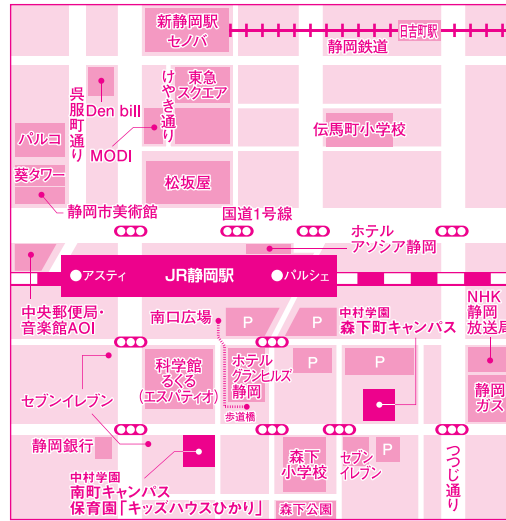 新静岡駅
セノバ
日吉町駅
静岡鉄道
呉服町通り
Den bill
けやき通り
東急
スクエア
MODI
パルコ
伝馬町小学校
葵タワー
松坂屋
静岡市美術館
国道1号線
ホテル
アソシア静岡
アスティ
JR静岡駅
パルシェ
中央郵便局・
音楽館AOI
南口広場
P
P
中村学園
森下町キャンパス
NHK
静岡
放送局
科学館
るくる
(エスパティオ)
ホテル
グランヒルズ
静岡
P
P
セブンイレブン
歩道橋
静岡
ガス
静岡銀行
中村学園
南町キャンパス
保育園「キッズハウスひかり」
森下
小学校
セブン
イレブン
P
つつじ通り
森下公園